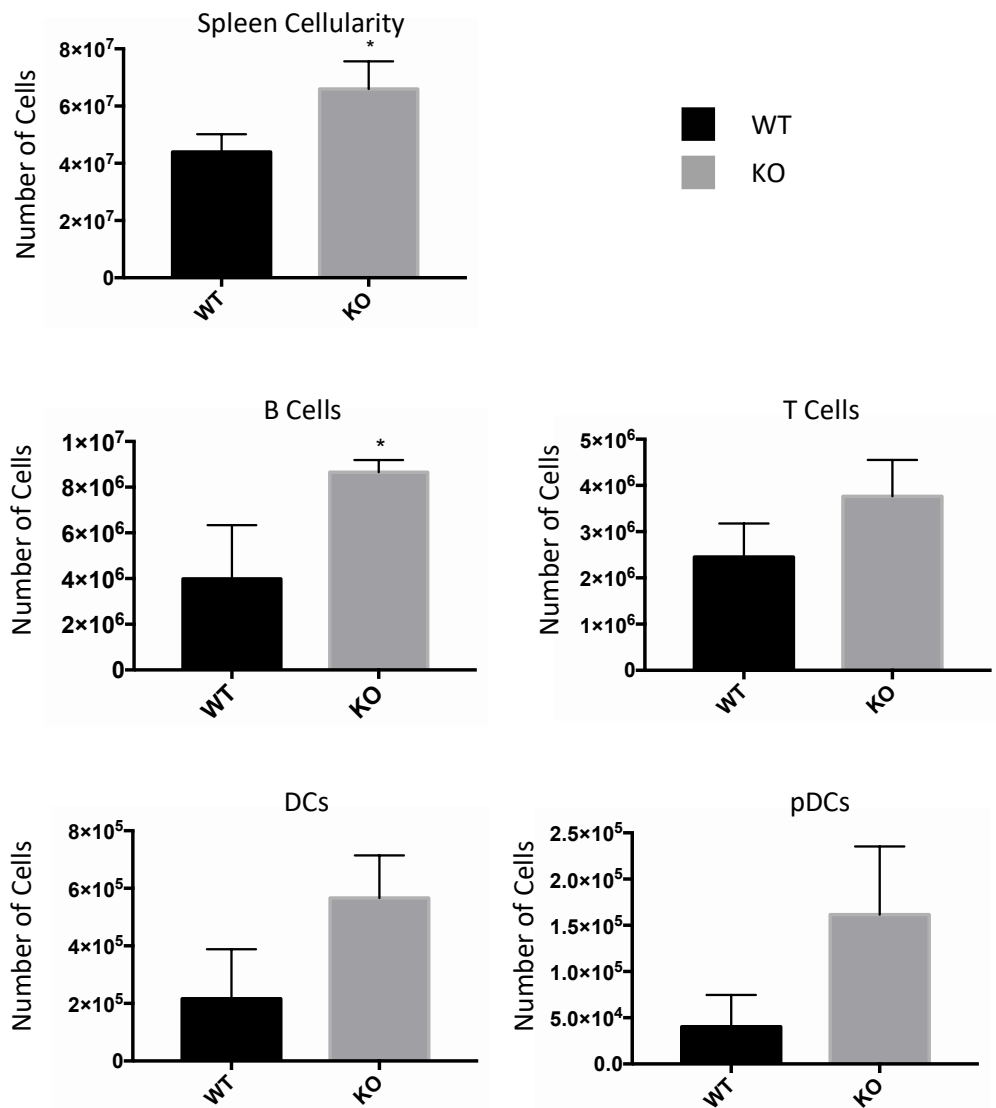 Spleen Cellularity
*
8×10⁷
6×10⁷
4×10⁷
2×10⁷
0
Number of Cells
WT
KO
WT
KO
B Cells
*
1×10⁷
8×10⁶
6×10⁶
4×10⁶
2×10⁶
0
Number of Cells
WT
KO
T Cells
5×10⁶
4×10⁶
3×10⁶
2×10⁶
1×10⁶
0
Number of Cells
WT
KO
DCs
8×10⁵
6×10⁵
4×10⁵
2×10⁵
0
Number of Cells
WT
KO
pDCs
2.5×10⁵
2.0×10⁵
1.5×10⁵
1.0×10⁵
5.0×10⁴
0.0
Number of Cells
WT
KO